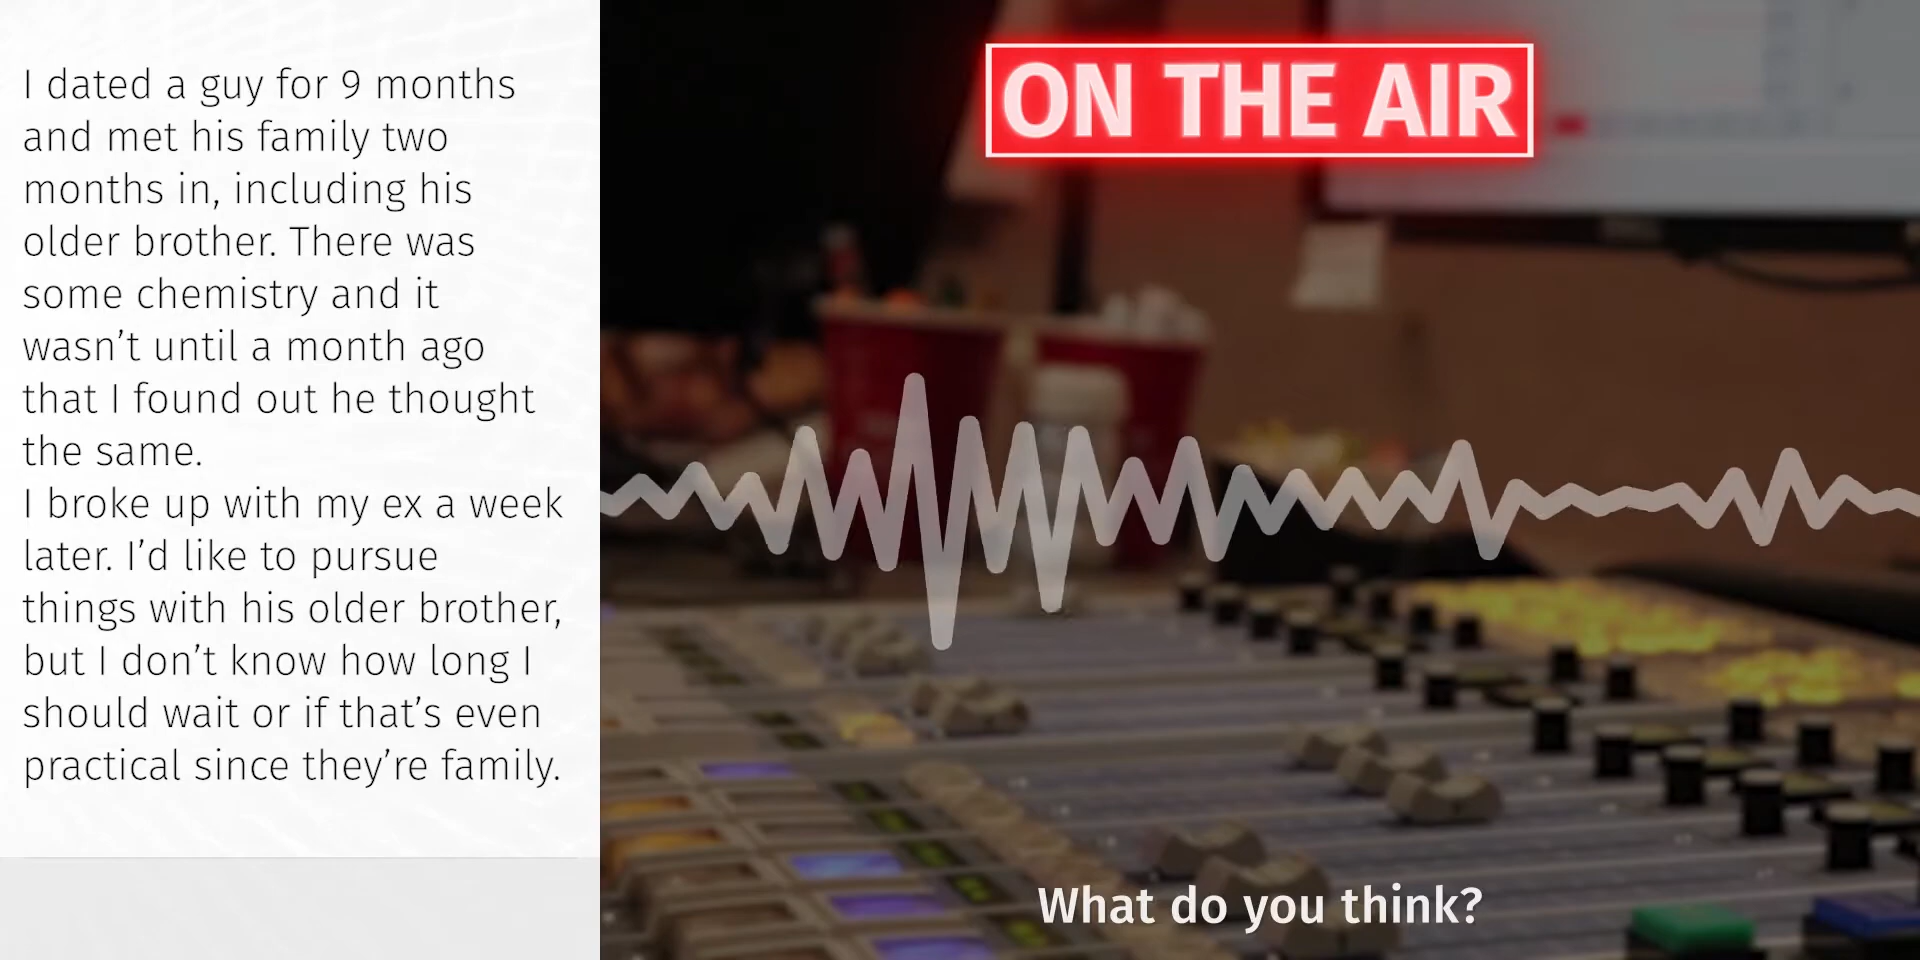 I dated a guy for 9 months
and met his family two
months in, including his
older brother. There was
some chemistry and it
wasn’t until a month ago
that I found out he thought
the same.
I broke up with my ex a week
later. I’d like to pursue
things with his older brother,
but I don’t know how long I
should wait or if that’s even
practical since they’re family.
ON THE AIR
What do you think?